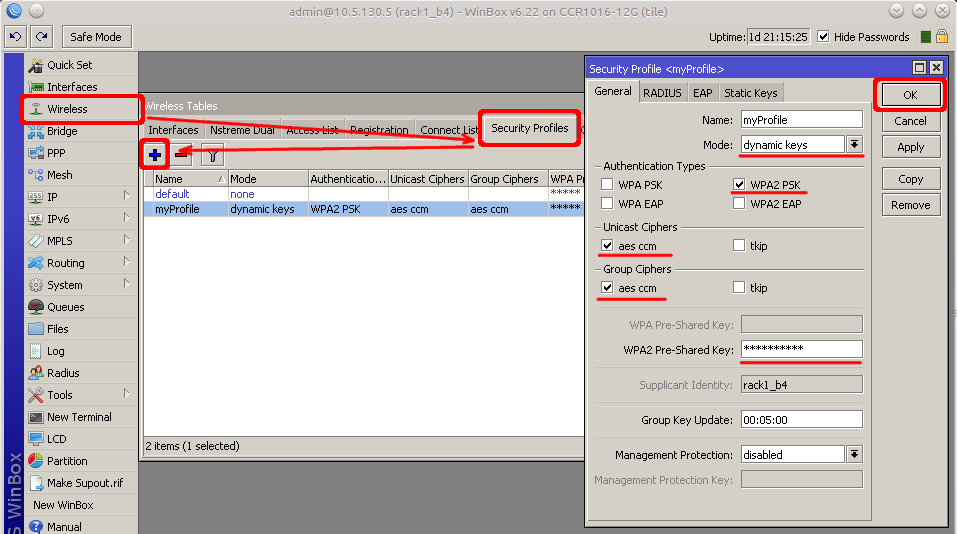 admin@10.5.130.5 (rack1_b4) - WinBox v6.22 on CCR1016-12G (tile)
Safe Mode
Uptime: 1d 21:15:25 Hide Passwords
Quick Set
Interfaces
Wireless
Bridge
PPP
Mesh
IP
IPv6
MPLS
Routing
System
Queues
Files
Log
Radius
Tools
New Terminal
LCD
Partition
Make Supout.rif
New WinBox
Manual
S WinBox
Wireless Tables
Interfaces Nstreme Dual Access List Registration Connect List Security Profiles
Name Mode Authenticatio... Unicast Ciphers Group Ciphers WPA Pr
default none *****
myProfile dynamic keys WPA2 PSK aes ccm aes ccm *****
2 items (1 selected)
Security Profile <myProfile>
General RADIUS EAP Static Keys
Name: myProfile
Mode: dynamic keys
Authentication Types
WPA PSK WPA2 PSK
WPA EAP WPA2 EAP
Unicast Ciphers
aes ccm tkip
Group Ciphers
aes ccm tkip
WPA Pre-Shared Key:
WPA2 Pre-Shared Key: **********
Supplicant Identity: rack1_b4
Group Key Update: 00:05:00
Management Protection: disabled
Management Protection Key:
OK
Cancel
Apply
Copy
Remove